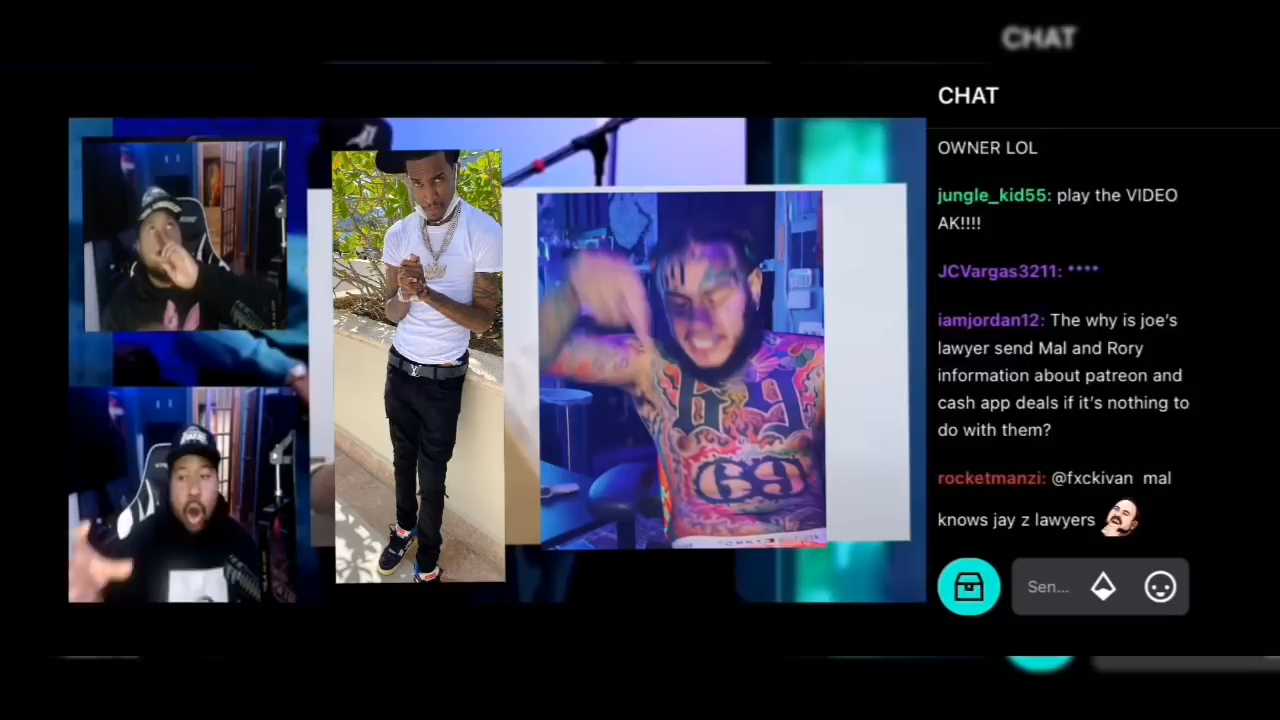 CHAT
CHAT
OWNER LOL
jungle_kid55: play the VIDEO
AK!!!!
JCVargas3211: ****
iamjordan12: The why is joe's
lawyer send Mal and Rory
information about patreon and
cash app deals if it's nothing to
do with them?
rocketmanzi: @fxckivan mal
knows jay z lawyers
Sen...
69
69
LV